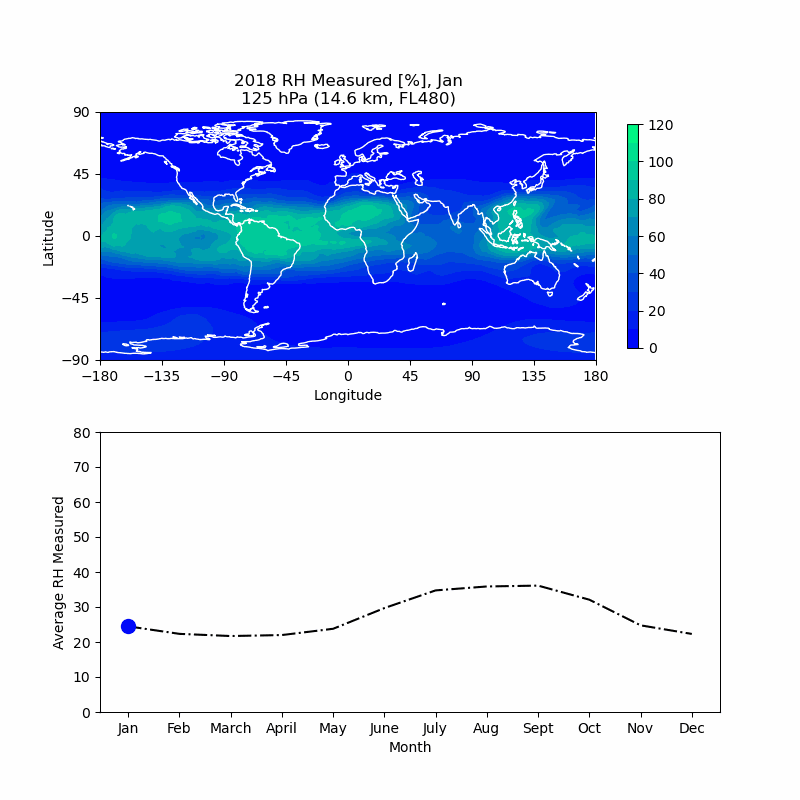 2018 RH Measured [%], Jan
125 hPa (14.6 km, FL480)
90
45
0
−45
−90
Latitude
−180
−135
−90
−45
0
45
90
135
180
Longitude
120
100
80
60
40
20
0
80
70
60
50
40
30
20
10
0
Average RH Measured
Jan
Feb
March
April
May
June
July
Aug
Sept
Oct
Nov
Dec
Month